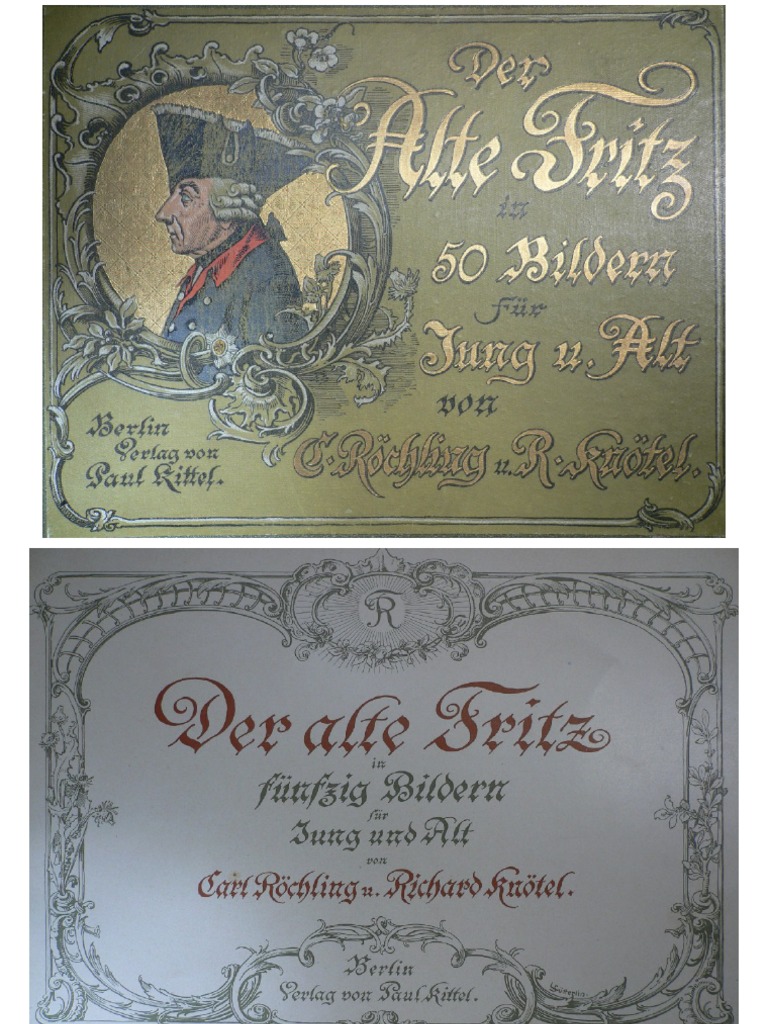 Der
Alte Fritz
in
50 Bildern
für
Jung u. Alt
von
C. Röchling u. R. Knötel.
Berlin
Verlag von
Paul Kittel.
R
Der alte Fritz
in
fünfzig Bildern
für
Jung und Alt
von
Carl Röchling u. Richard Knötel.
Berlin
Verlag von Paul Kittel.